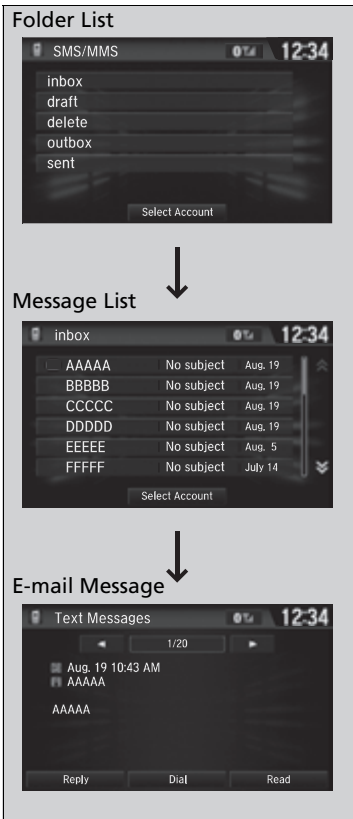 Folder List
SMS/MMS 12:34
inbox
draft
delete
outbox
sent
Select Account
Message List
inbox 12:34
AAAAA No subject Aug. 19
BBBBB No subject Aug. 19
CCCCC No subject Aug. 19
DDDDD No subject Aug. 19
EEEEE No subject Aug. 5
FFFFF No subject July 14
Select Account
E-mail Message
Text Messages 12:34
1/20
Aug. 19 10:43 AM
AAAAA
AAAAA
Reply Dial Read